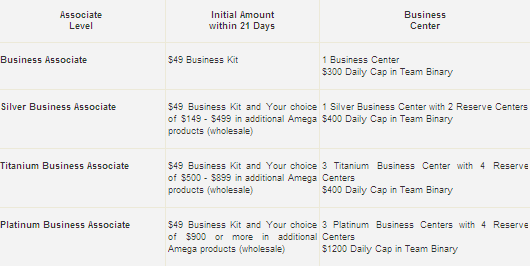 Associate Level
Initial Amount within 21 Days
Business Center
Business Associate
$49 Business Kit
1 Business Center
$300 Daily Cap in Team Binary
Silver Business Associate
$49 Business Kit and Your choice
of $149 - $499 in additional Amega
products (wholesale)
1 Silver Business Center with 2 Reserve Centers
$400 Daily Cap in Team Binary
Titanium Business Associate
$49 Business Kit and Your choice
of $500 - $899 in additional Amega
products (wholesale)
3 Titanium Business Center with 4 Reserve
Centers
$400 Daily Cap in Team Binary
Platinum Business Associate
$49 Business Kit and Your choice
of $900 or more in additional
Amega products (wholesale)
3 Platinum Business Centers with 4 Reserve
Centers
$1200 Daily Cap in Team Binary